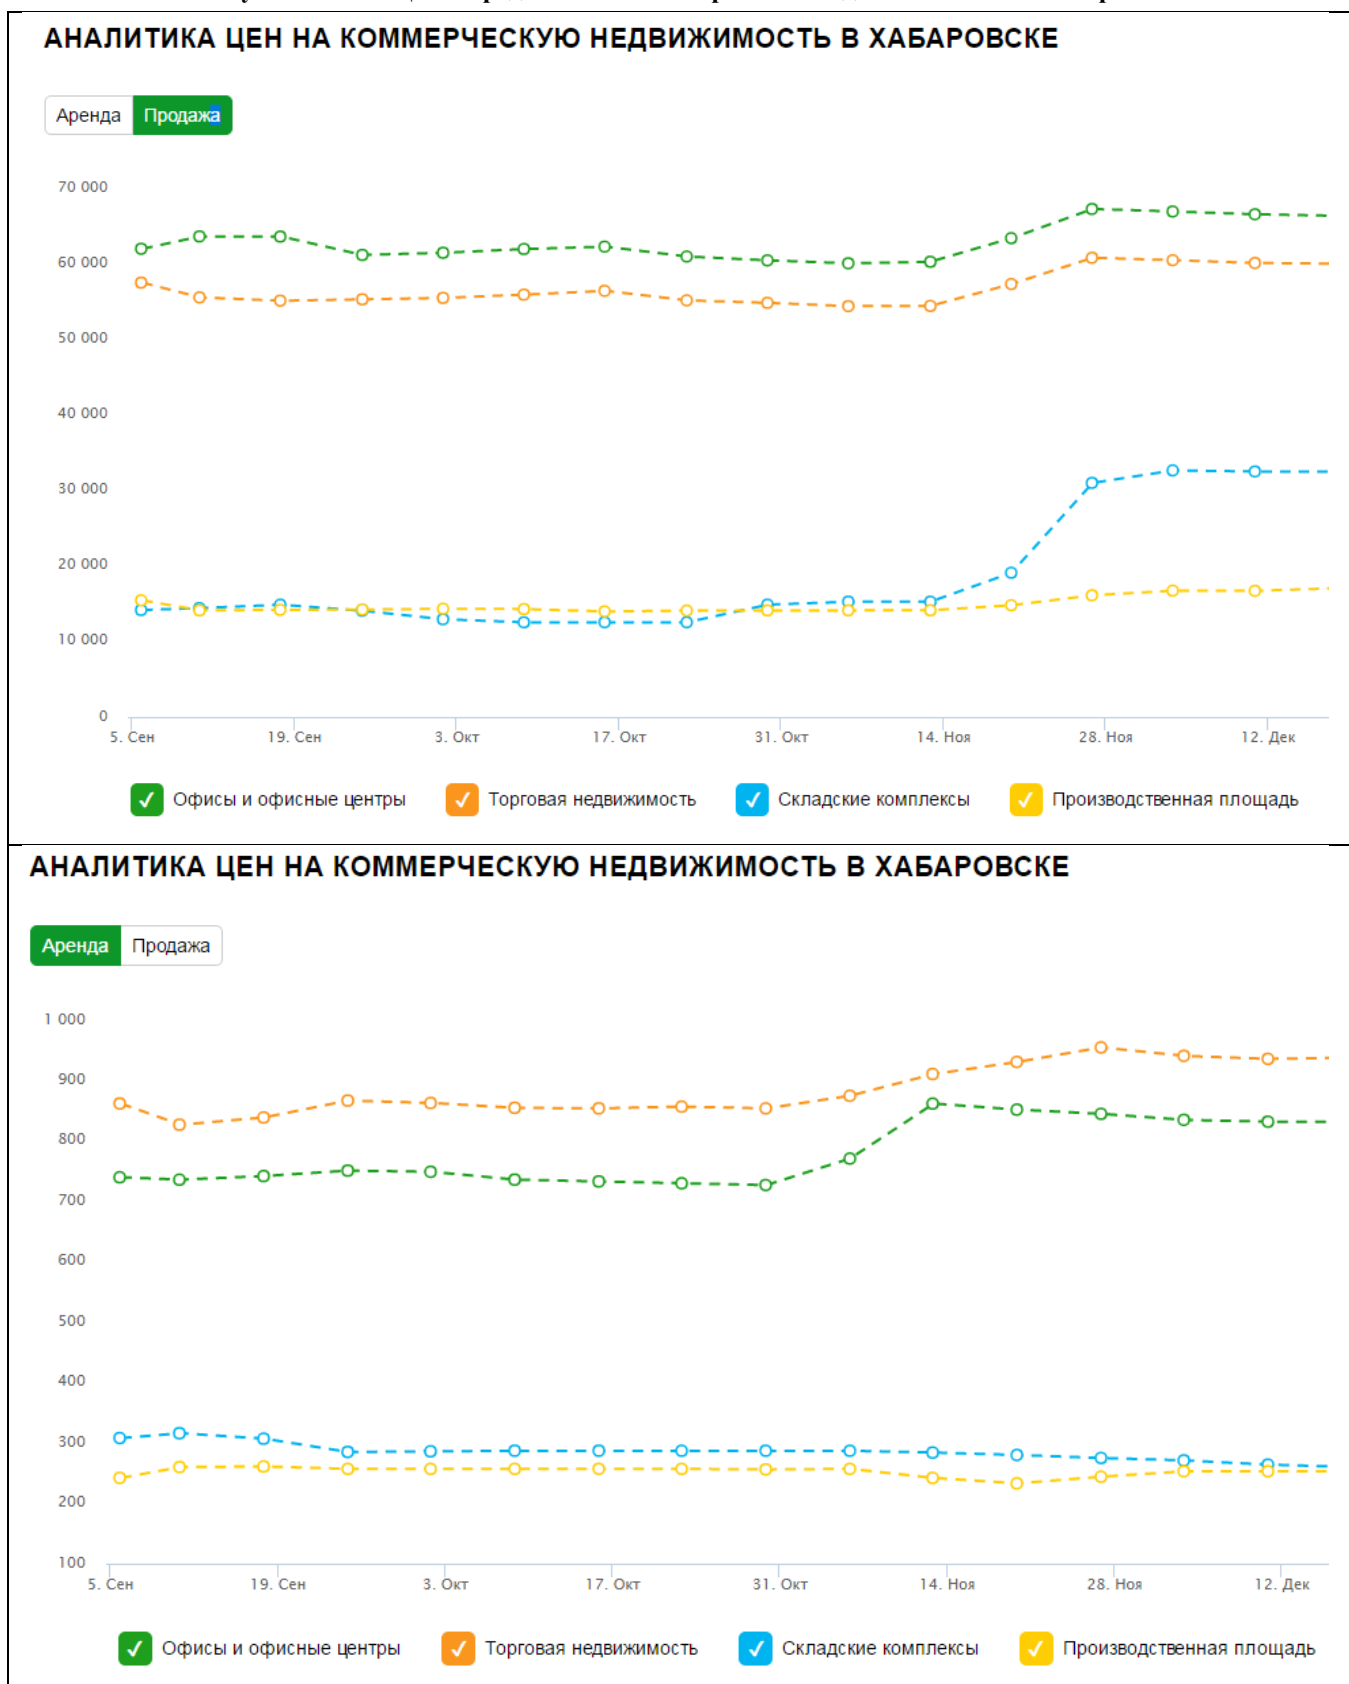 АНАЛИТИКА ЦЕН НА КОММЕРЧЕСКУЮ НЕДВИЖИМОСТЬ В ХАБАРОВСКЕ
Аренда Продажа
70 000
60 000
50 000
40 000
30 000
20 000
10 000
0
5. Сен 19. Сен 3. Окт 17. Окт 31. Окт 14. Ноя 28. Ноя 12. Дек
Офисы и офисные центры Торговая недвижимость Складские комплексы Производственная площадь
АНАЛИТИКА ЦЕН НА КОММЕРЧЕСКУЮ НЕДВИЖИМОСТЬ В ХАБАРОВСКЕ
Аренда Продажа
1 000
900
800
700
600
500
400
300
200
100
5. Сен 19. Сен 3. Окт 17. Окт 31. Окт 14. Ноя 28. Ноя 12. Дек
Офисы и офисные центры Торговая недвижимость Складские комплексы Производственная площадь